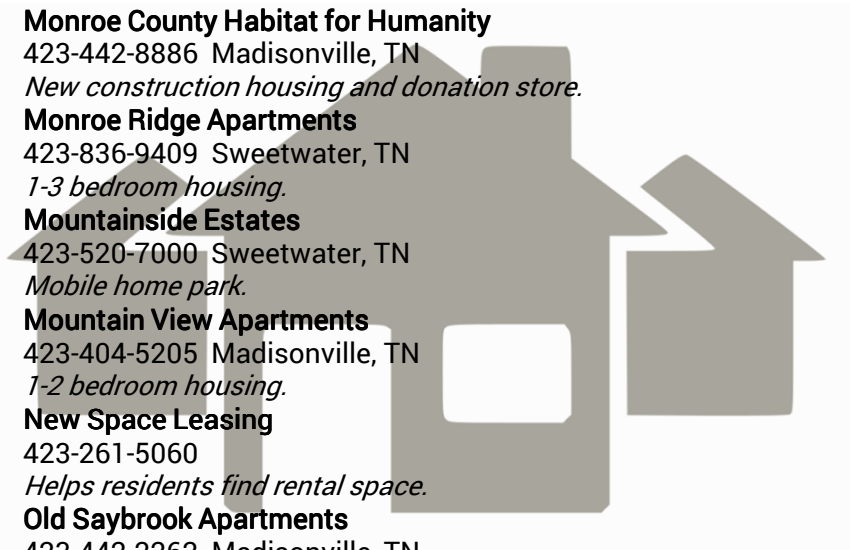 Monroe County Habitat for Humanity
423-442-8886 Madisonville, TN
New construction housing and donation store.
Monroe Ridge Apartments
423-836-9409 Sweetwater, TN
1-3 bedroom housing.
Mountainside Estates
423-520-7000 Sweetwater, TN
Mobile home park.
Mountain View Apartments
423-404-5205 Madisonville, TN
1-2 bedroom housing.
New Space Leasing
423-261-5060
Helps residents find rental space.
Old Saybrook Apartments
Madisonville, TN